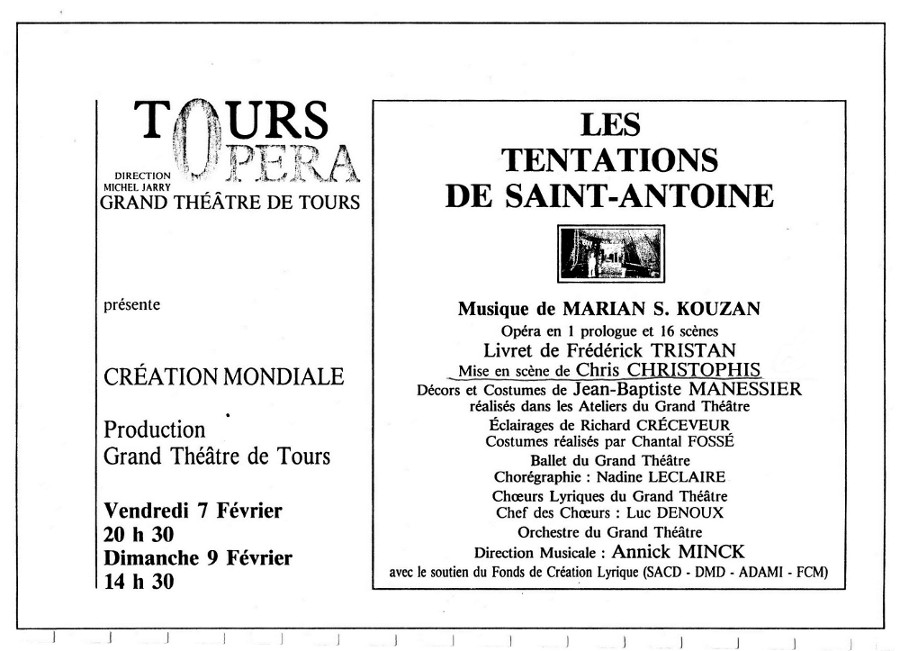 TOURS
OPERA
DIRECTION
MICHEL JARRY
GRAND THÉÂTRE DE TOURS
présente
CRÉATION MONDIALE
Production
Grand Théâtre de Tours
Vendredi 7 Février
20 h 30
Dimanche 9 Février
14 h 30
LES
TENTATIONS
DE SAINT-ANTOINE
Musique de MARIAN S. KOUZAN
Opéra en 1 prologue et 16 scènes
Livret de Frédérick TRISTAN
Mise en scène de Chris CHRISTOPHIS
Décors et Costumes de Jean-Baptiste MANESSIER
réalisés dans les Ateliers du Grand Théâtre
Éclairages de Richard CRÉCEVEUR
Costumes réalisés par Chantal FOSSÉ
Ballet du Grand Théâtre
Chorégraphie : Nadine LECLAIRE
Chœurs Lyriques du Grand Théâtre
Chef des Chœurs : Luc DENOUX
Orchestre du Grand Théâtre
Direction Musicale : Annick MINCK
avec le soutien du Fonds de Création Lyrique (SACD - DMD - ADAMI - FCM)